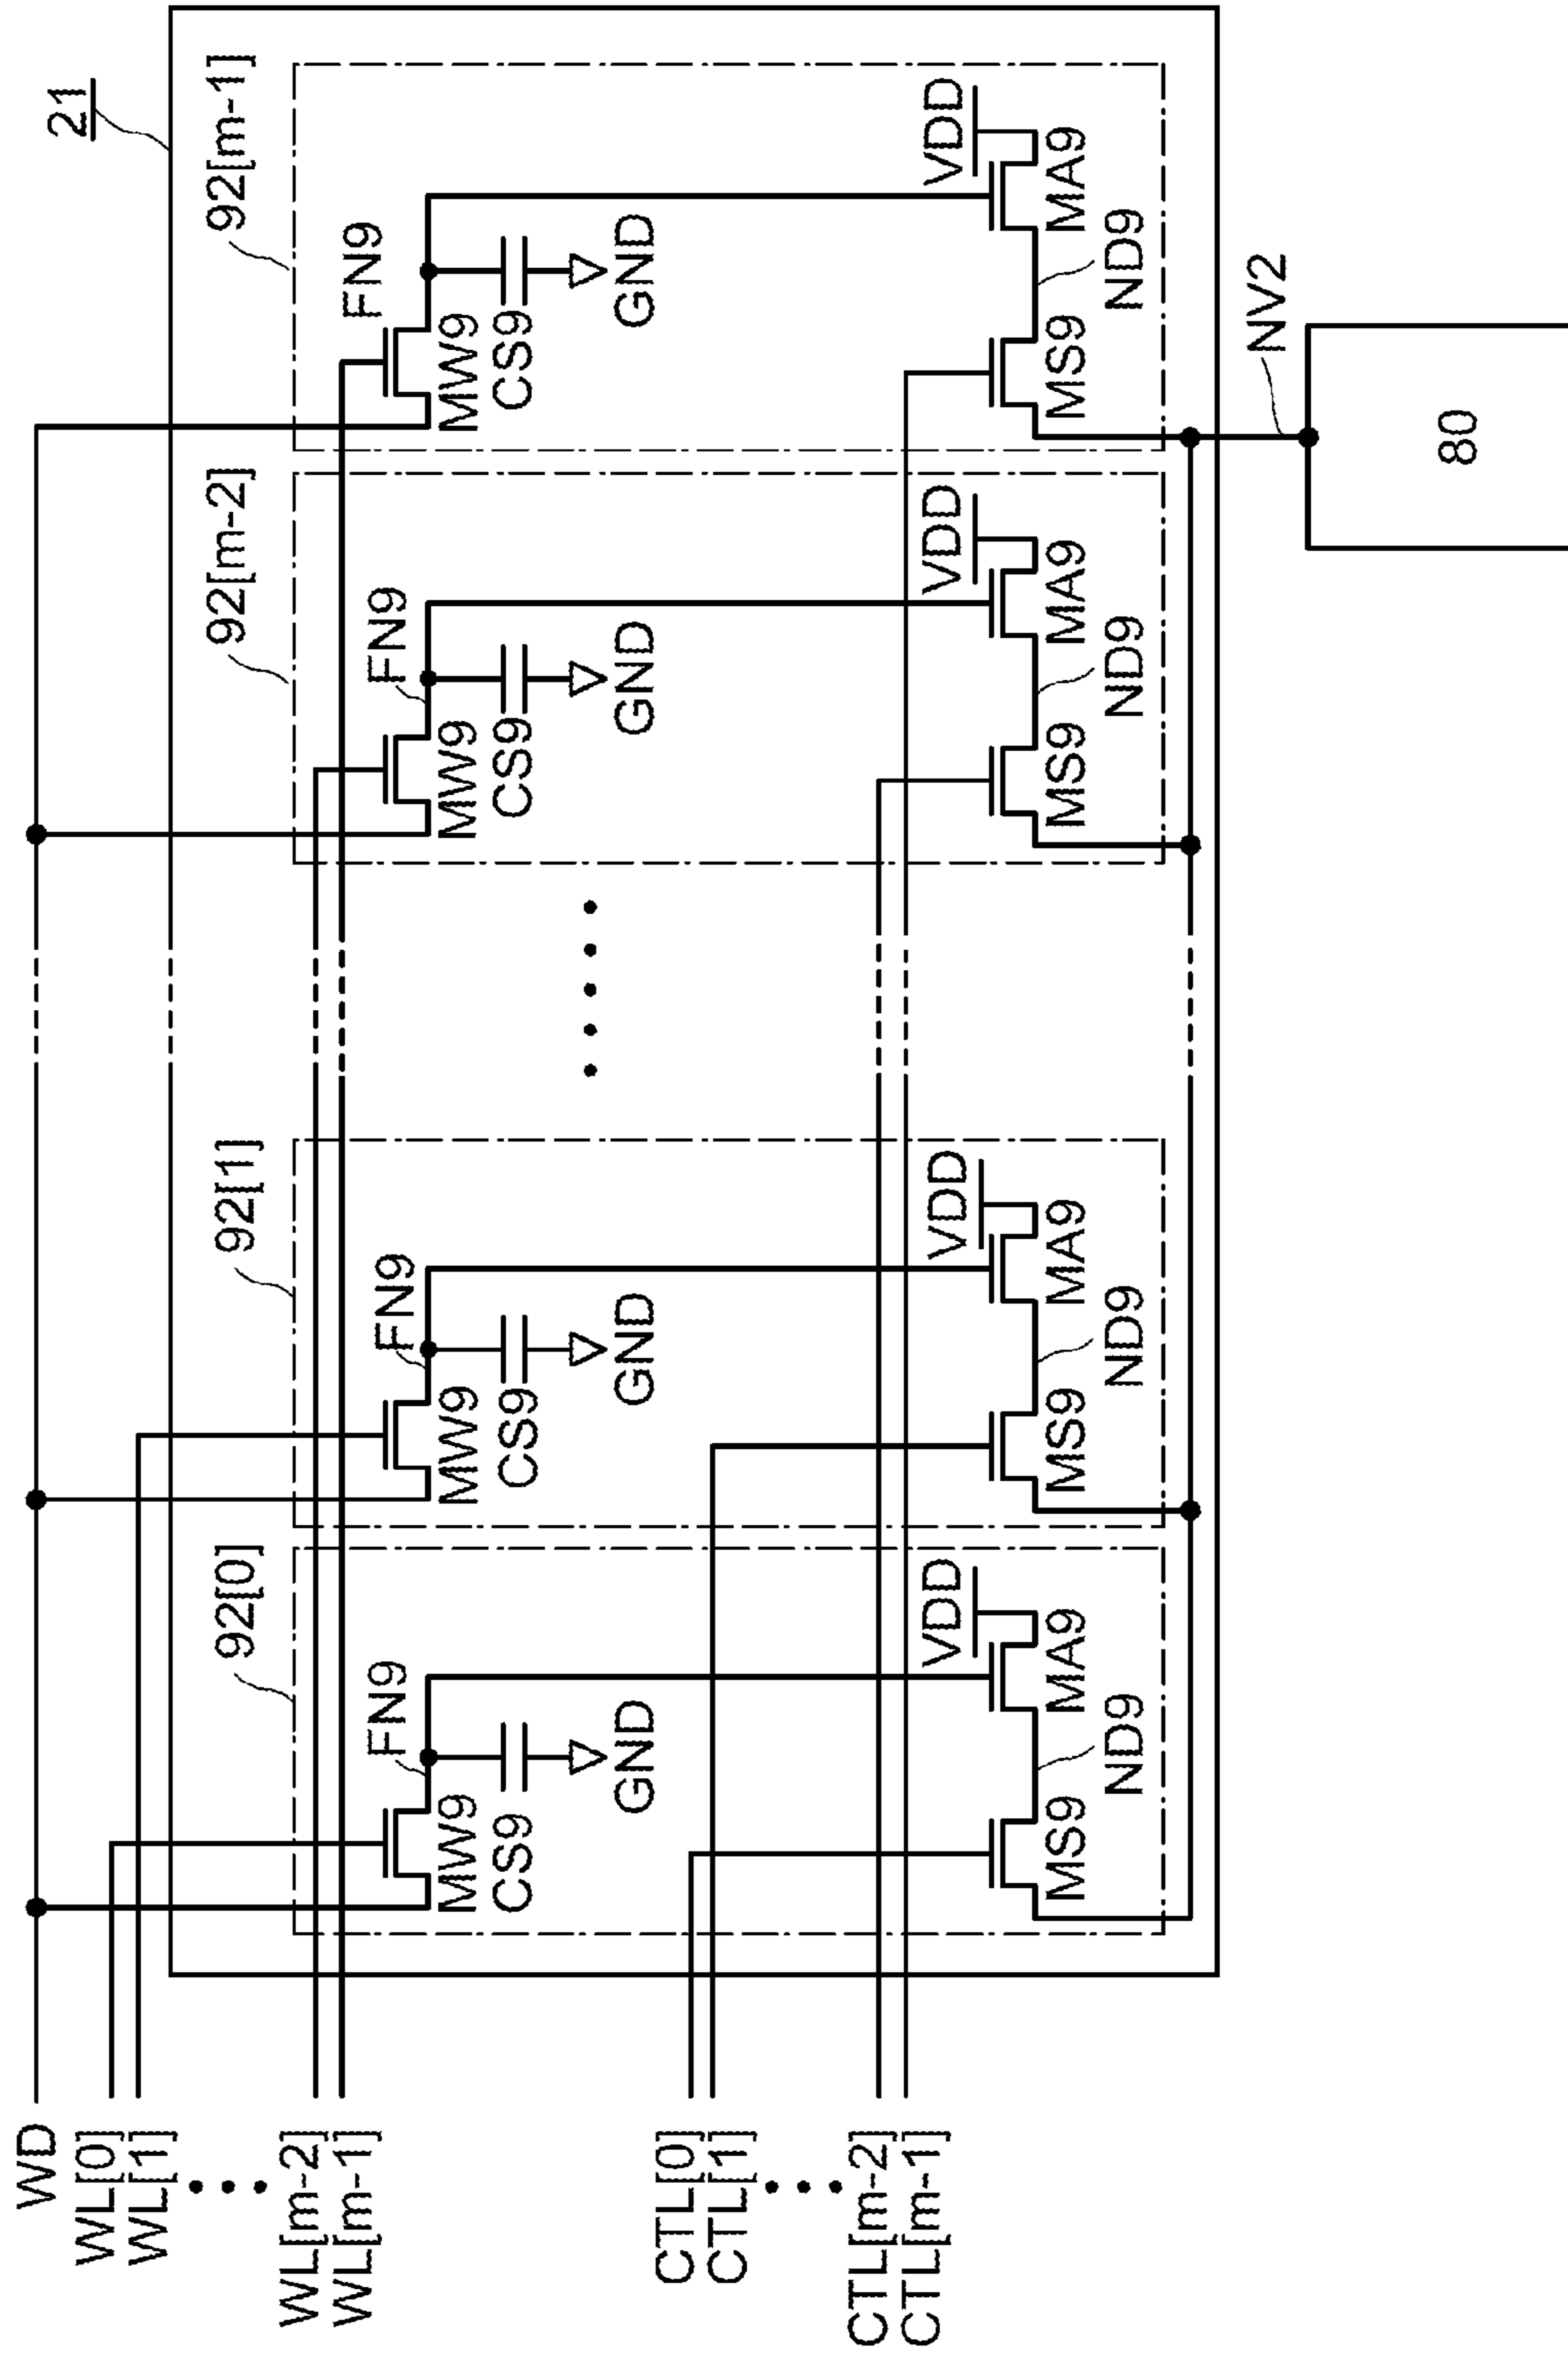 21
WD
WL[0]
WL[1]
WL[m-2]
WL[m-1]
CTL[0]
CTL[1]
CTL[m-2]
CTL[m-1]
92[0]
FN9
MW9
CS9
GND
VDD
MS9
MA9
ND9
92[1]
FN9
MW9
CS9
GND
VDD
MS9
MA9
ND9
92[m-2]
FN9
MW9
CS9
GND
VDD
MS9
MA9
ND9
92[m-1]
FN9
MW9
CS9
GND
VDD
MS9
MA9
ND9
NV2
80